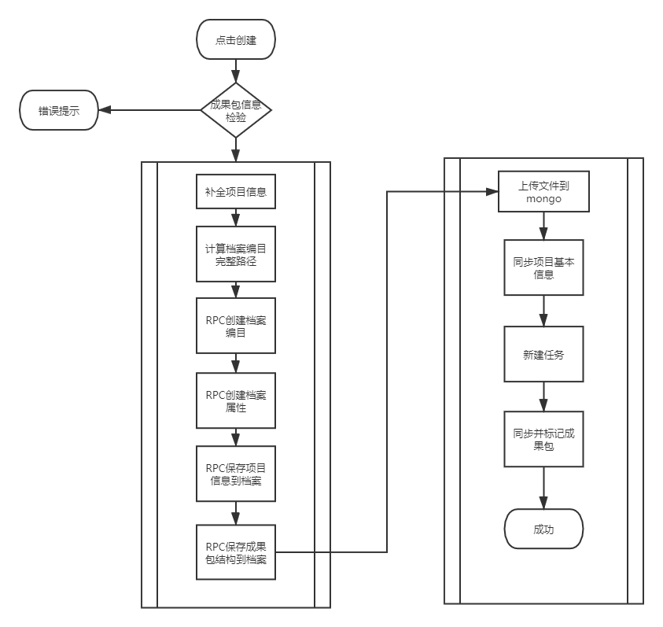 点击创建
成果包信息
检验
错误提示
补全项目信息
计算档案编目
完整路径
RPC创建档案
编目
RPC创建档案
属性
RPC保存项目
信息到档案
RPC保存成果
包结构到档案
上传文件到
mongo
同步项目基本
信息
新建任务
同步并标记成
果包
成功